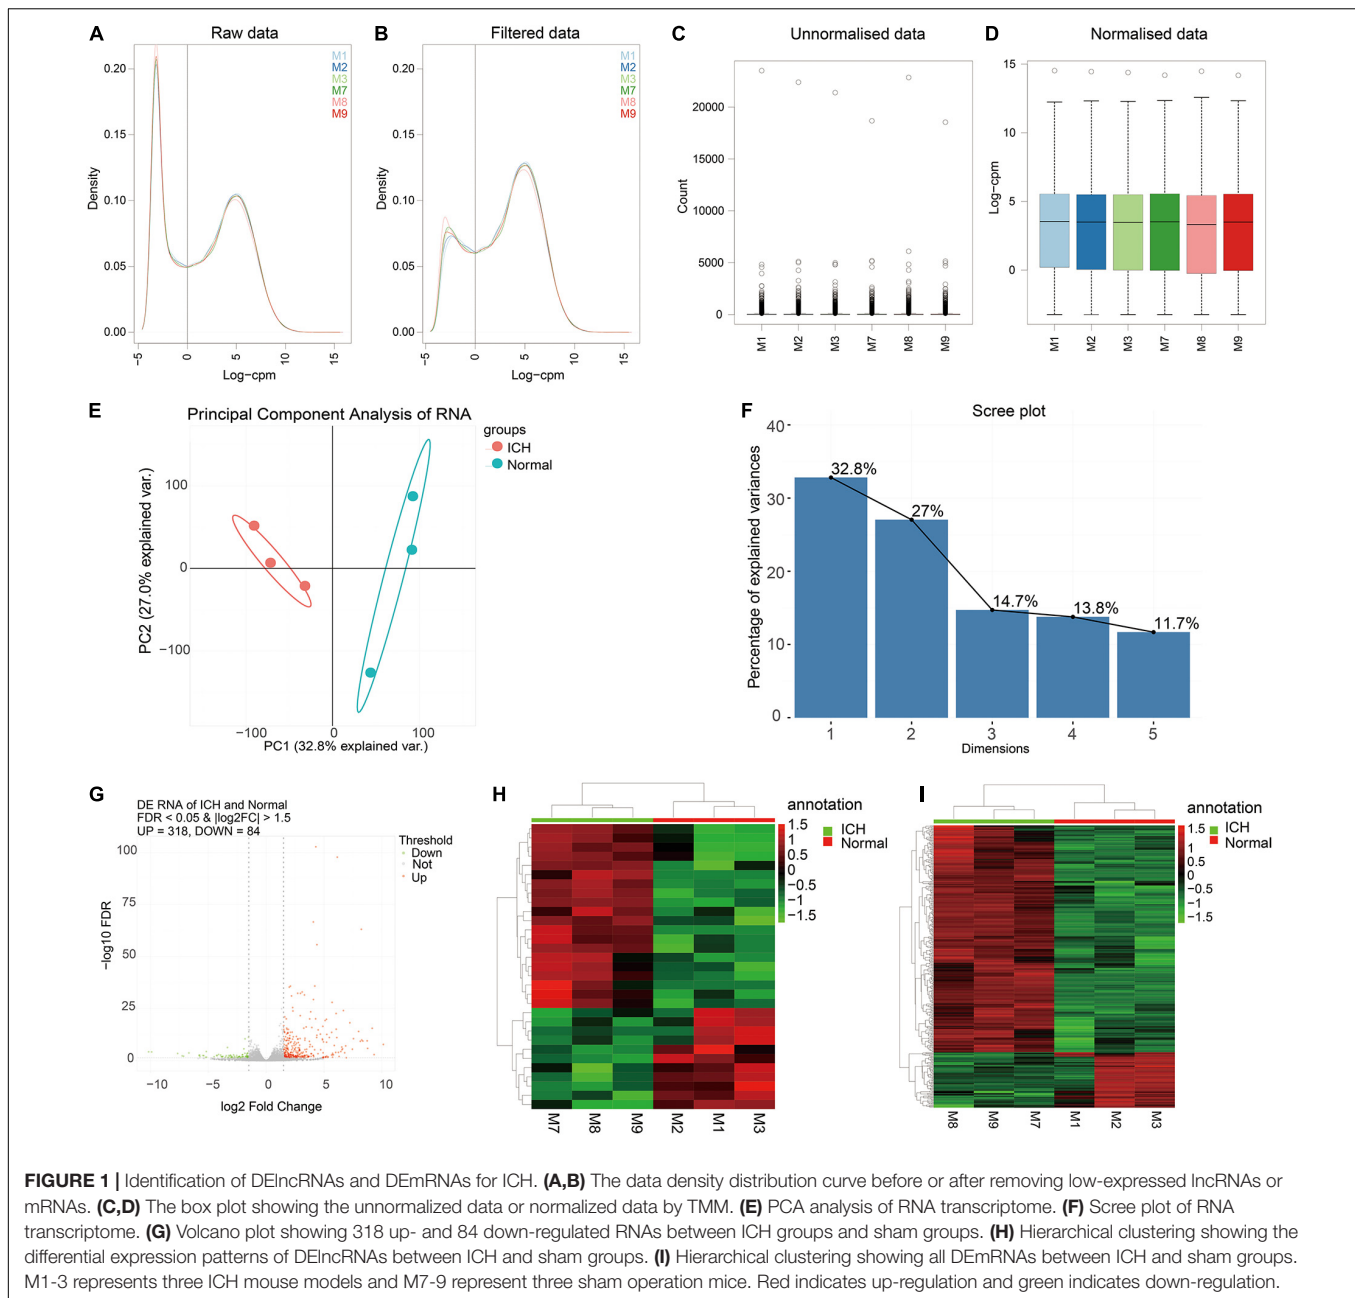 A
Raw data
0.20
0.15
0.10
0.05
0.00
Density
−5
0
5
10
15
Log−cpm
M1
M2
M3
M7
M8
M9
B
Filtered data
0.20
0.15
0.10
0.05
0.00
Density
−5
0
5
10
15
Log−cpm
M1
M2
M3
M7
M8
M9
C
Unnormalised data
20000
15000
10000
5000
0
Count
M1
M2
M3
M7
M8
M9
D
Normalised data
15
10
5
0
Log−cpm
M1
M2
M3
M7
M8
M9
E
Principal Component Analysis of RNA
groups
ICH
Normal
100
0
−100
PC2 (27.0% explained var.)
−100
0
100
PC1 (32.8% explained var.)
F
Scree plot
40
30
20
10
0
Percentage of explained variances
32.8%
27%
14.7%
13.8%
11.7%
1
2
3
4
5
Dimensions
G
DE RNA of ICH and Normal
FDR < 0.05 & |log2FC| > 1.5
UP = 318, DOWN = 84
Threshold
Down
Not
Up
100
75
50
25
0
−log10 FDR
−10
−5
0
5
10
log2 Fold Change
H
annotation
ICH
Normal
1.5
1
0.5
0
−0.5
−1
−1.5
M7
M8
M9
M2
M1
M3
I
annotation
ICH
Normal
1.5
1
0.5
0
−0.5
−1
−1.5
M8
M9
M7
M1
M2
M3
FIGURE 1 | Identification of DElncRNAs and DEmRNAs for ICH. (A,B) The data density distribution curve before or after removing low-expressed lncRNAs or
mRNAs. (C,D) The box plot showing the unnormalized data or normalized data by TMM. (E) PCA analysis of RNA transcriptome. (F) Scree plot of RNA
transcriptome. (G) Volcano plot showing 318 up- and 84 down-regulated RNAs between ICH groups and sham groups. (H) Hierarchical clustering showing the
differential expression patterns of DElncRNAs between ICH and sham groups. (I) Hierarchical clustering showing all DEmRNAs between ICH and sham groups.
M1-3 represents three ICH mouse models and M7-9 represent three sham operation mice. Red indicates up-regulation and green indicates down-regulation.